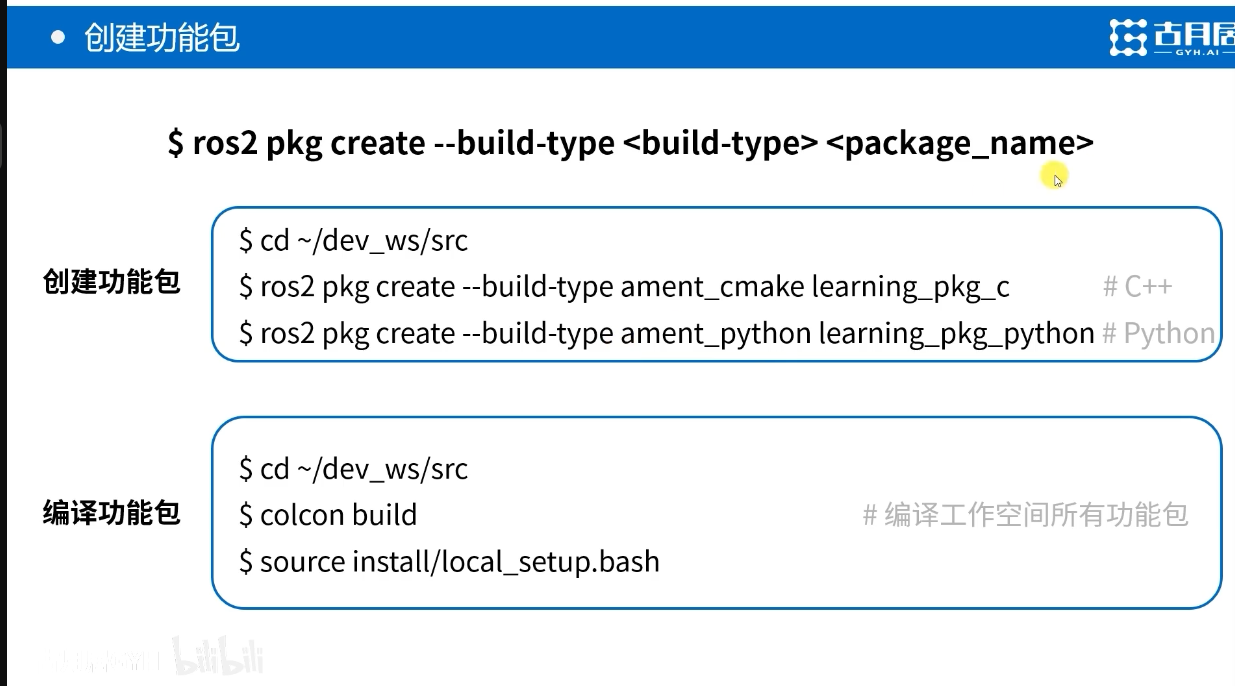 创建功能包
古月居
GYH.AI
$ ros2 pkg create --build-type <build-type> <package_name>
创建功能包
$ cd ~/dev_ws/src
$ ros2 pkg create --build-type ament_cmake learning_pkg_c # C++
$ ros2 pkg create --build-type ament_python learning_pkg_python # Python
编译功能包
$ cd ~/dev_ws/src
$ colcon build # 编译工作空间所有功能包
$ source install/local_setup.bash
bilibili